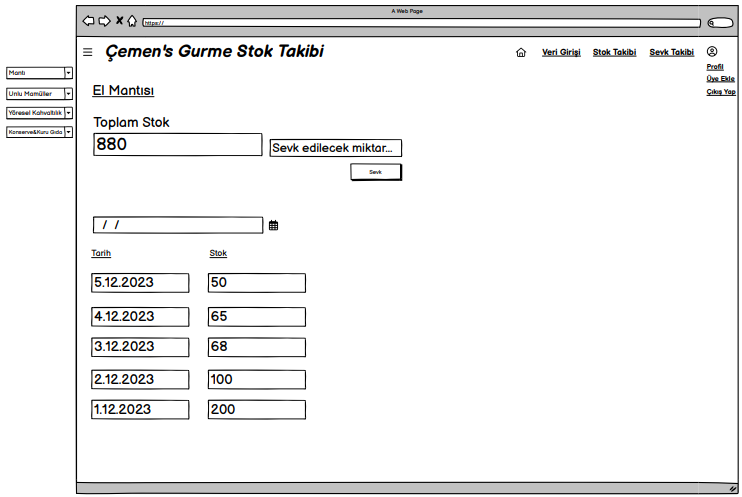 A Web Page
https://
Çemen's Gurme Stok Takibi
Veri Girişi
Stok Takibi
Sevk Takibi
Profil
Üye Ekle
Çıkış Yap
Mantı
Unlu Mamüller
Yöresel Kahvaltılık
Konserve&Kuru Gıda
El Mantısı
Toplam Stok
880
Sevk edilecek miktar...
Sevk
/ /
Tarih Stok
5.12.2023 50
4.12.2023 65
3.12.2023 68
2.12.2023 100
1.12.2023 200